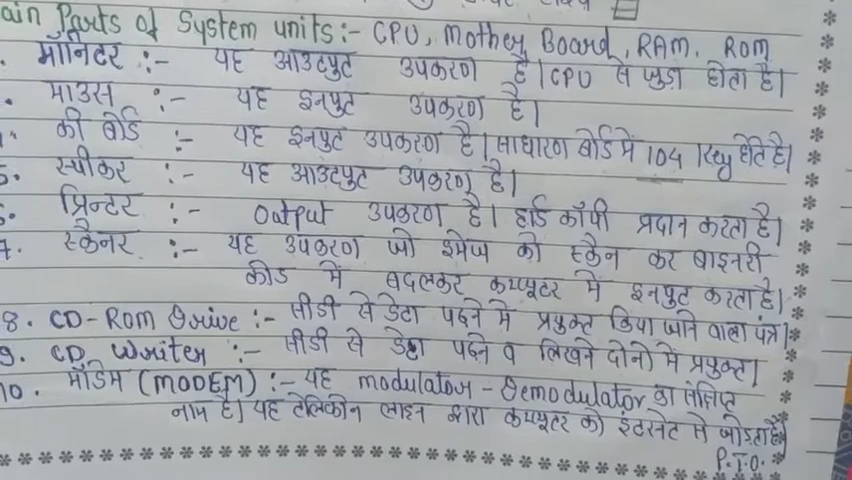 ain Parts of System units :- CPU, Mother Board, RAM, ROM
मॉनिटर :- यह आउटपुट उपकरण है। CPU से जुड़ा होता है।
माउस :- यह इनपुट उपकरण है।
की बोर्ड :- यह इनपुट उपकरण है। साधारण बोर्ड में 104 Key होते है।
5. स्पीकर :- यह आउटपुट उपकरण है।
6. प्रिन्टर :- Output उपकरण है। हार्ड कॉपी प्रदान करता है।
7. स्कैनर :- यह उपकरण जो इमेज को स्कैन कर बाइनरी
कोड में बदलकर कम्प्यूटर में इनपुट करता है।
8. CD-ROM Drive :- सीडी से डेटा पढ़ने में प्रयुक्त किया जाने वाला यंत्र।
9. CD Writer :- सीडी से डेटा पढ़ने व लिखने दोनों में प्रयुक्त।
10. मॉडेम (MODEM) :- यह modulator - Demodulator का संक्षिप्त
नाम है। यह टेलिफोन लाइन द्वारा कम्प्यूटर को इंटरनेट से जोड़ता है।
P.T.O.